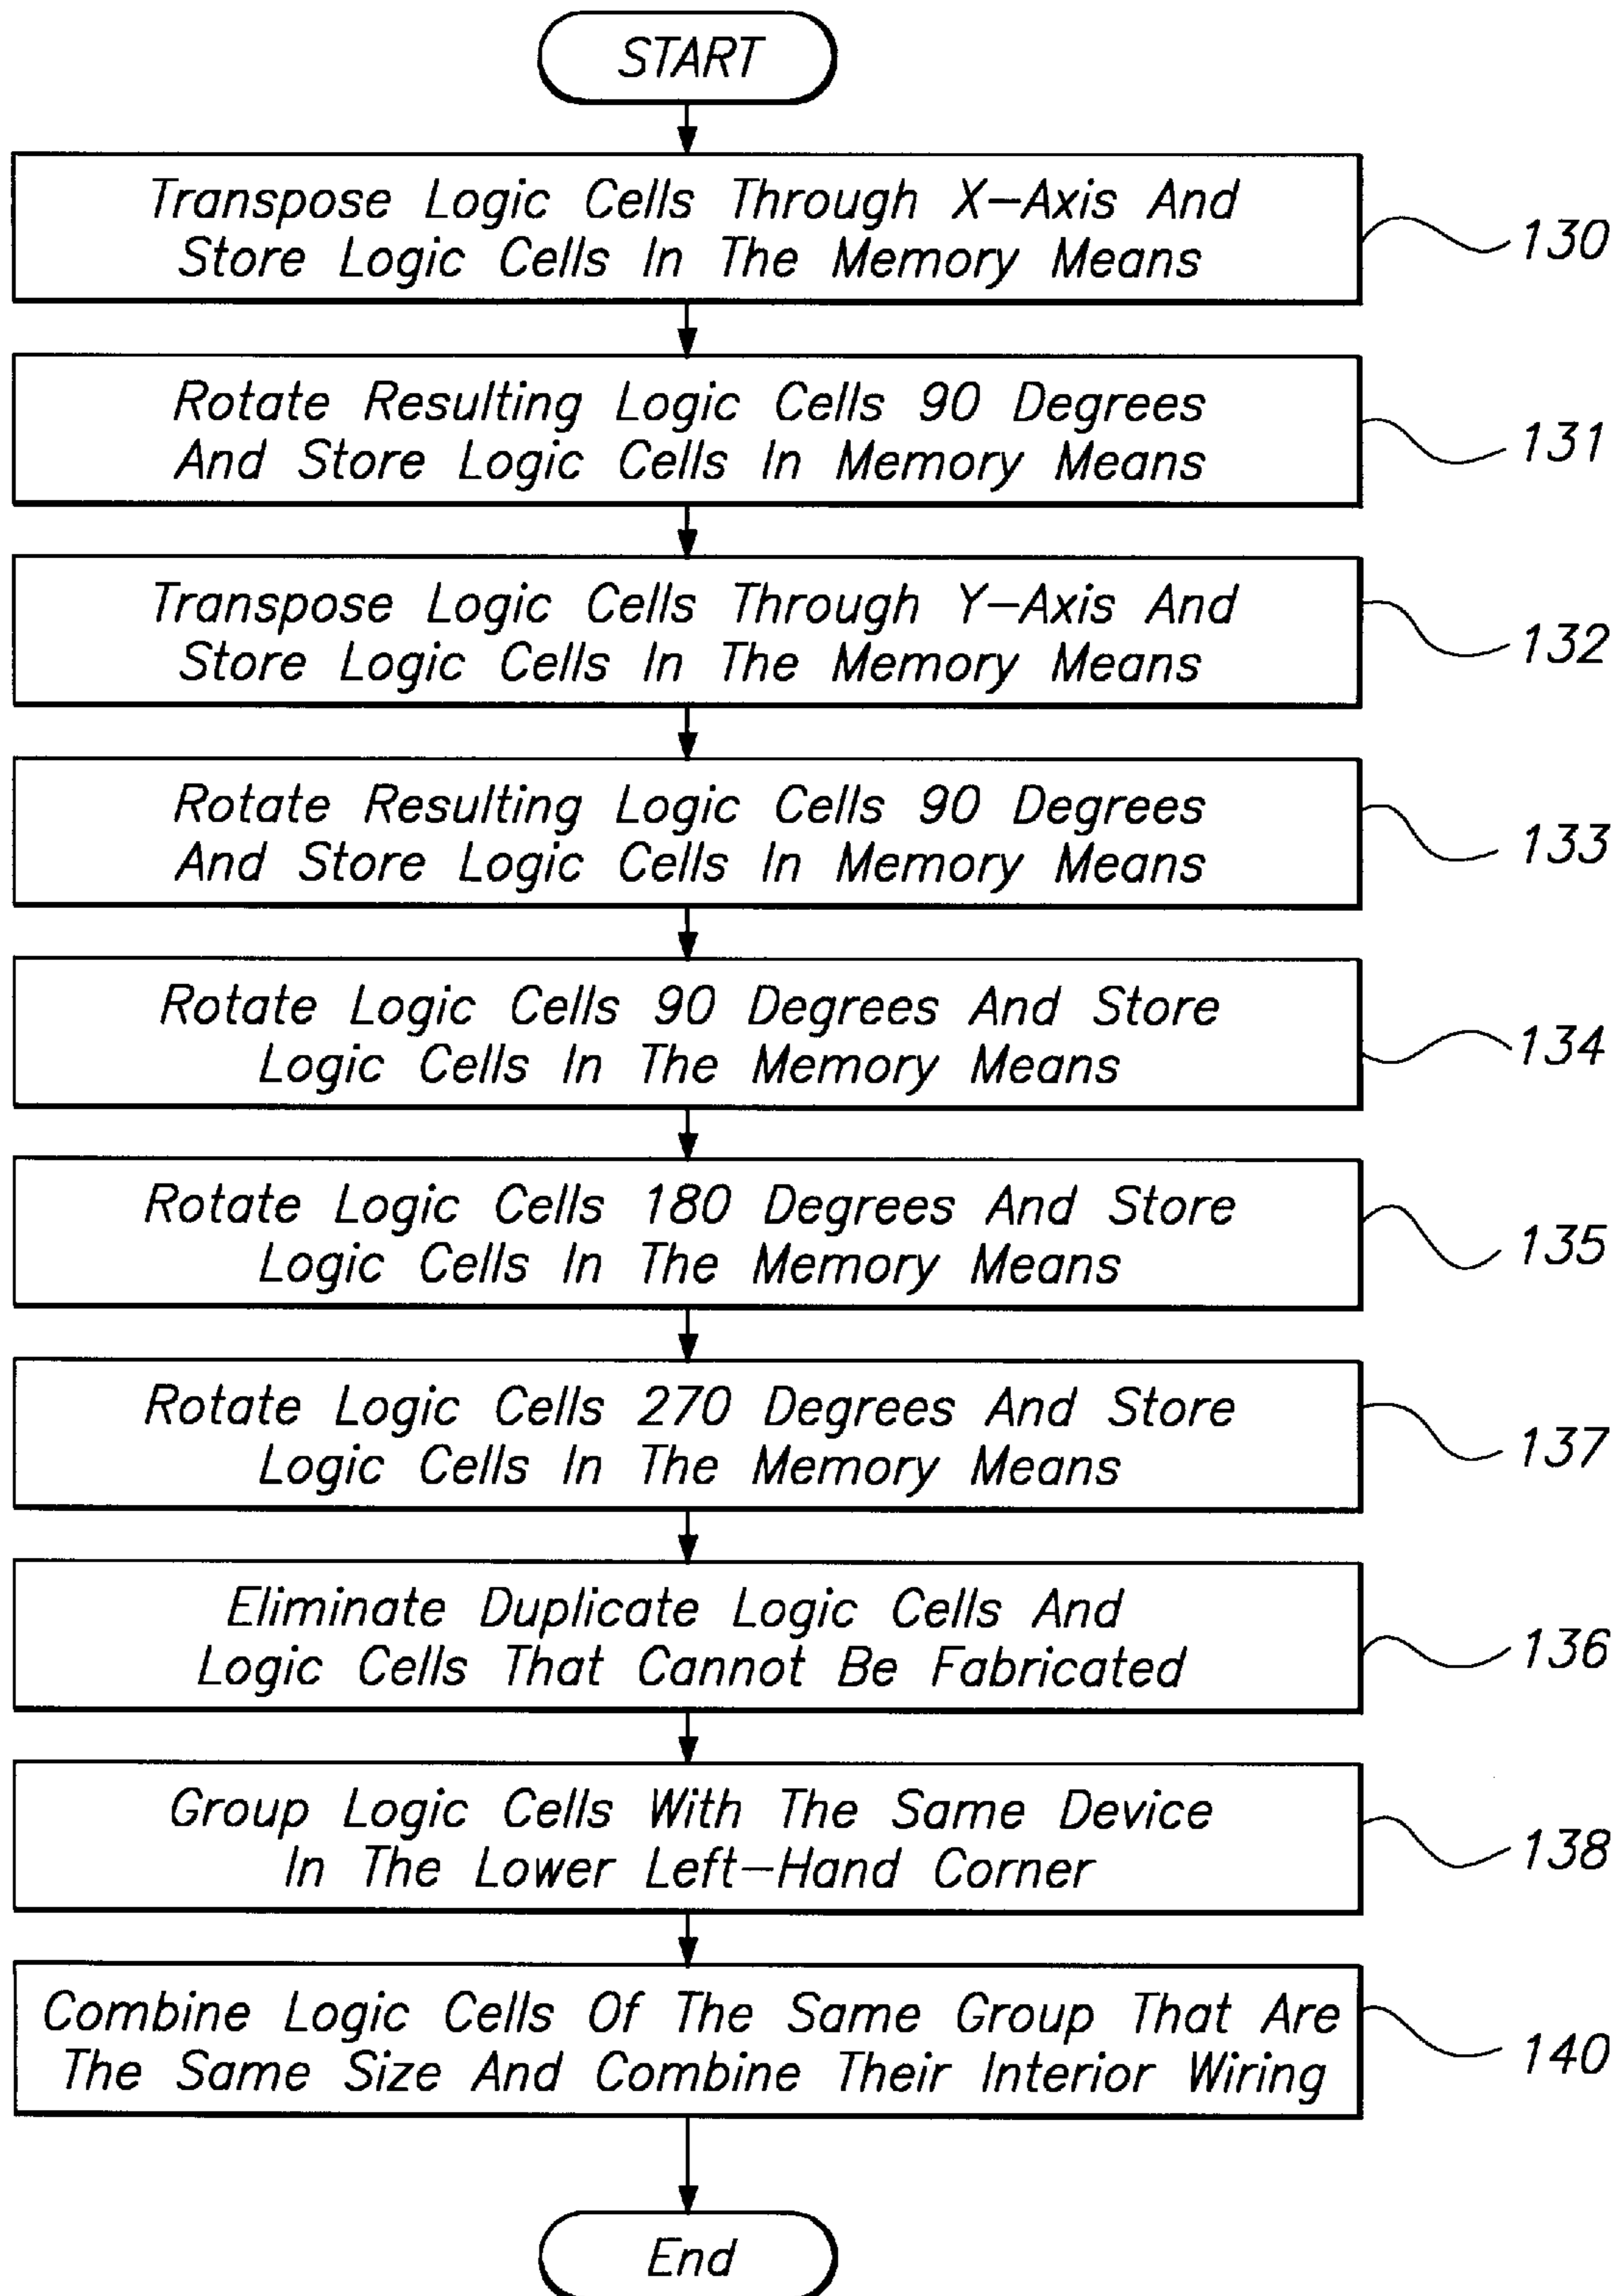 START
Transpose Logic Cells Through X-Axis And
Store Logic Cells In The Memory Means
130
Rotate Resulting Logic Cells 90 Degrees
And Store Logic Cells In Memory Means
131
Transpose Logic Cells Through Y-Axis And
Store Logic Cells In The Memory Means
132
Rotate Resulting Logic Cells 90 Degrees
And Store Logic Cells In Memory Means
133
Rotate Logic Cells 90 Degrees And Store
Logic Cells In The Memory Means
134
Rotate Logic Cells 180 Degrees And Store
Logic Cells In The Memory Means
135
Rotate Logic Cells 270 Degrees And Store
Logic Cells In The Memory Means
137
Eliminate Duplicate Logic Cells And
Logic Cells That Cannot Be Fabricated
136
Group Logic Cells With The Same Device
In The Lower Left-Hand Corner
138
Combine Logic Cells Of The Same Group That Are
The Same Size And Combine Their Interior Wiring
140
End